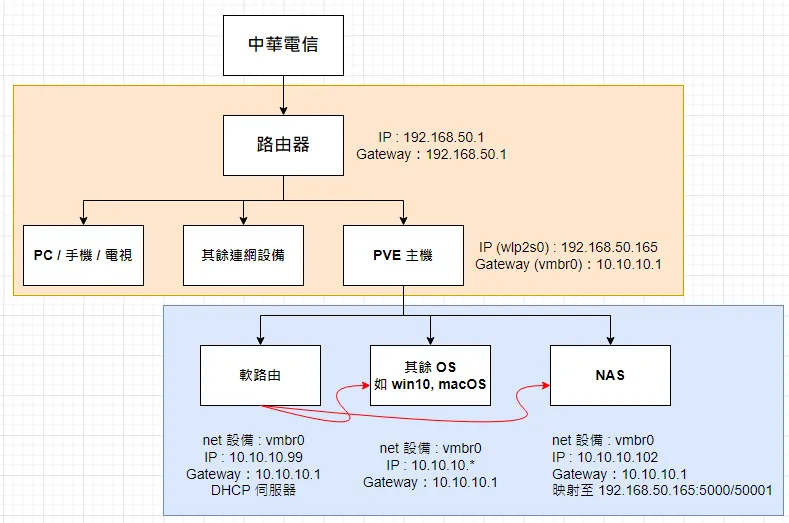 中華電信
路由器
IP : 192.168.50.1
Gateway：192.168.50.1
PC / 手機 / 電視
其餘連網設備
PVE 主機
IP (wlp2s0) : 192.168.50.165
Gateway (vmbr0)：10.10.10.1
軟路由
其餘 OS
如 win10, macOS
NAS
net 設備 : vmbr0
IP : 10.10.10.99
Gateway：10.10.10.1
DHCP 伺服器
net 設備 : vmbr0
IP : 10.10.10.*
Gateway：10.10.10.1
net 設備 : vmbr0
IP : 10.10.10.102
Gateway：10.10.10.1
映射至 192.168.50.165:5000/50001